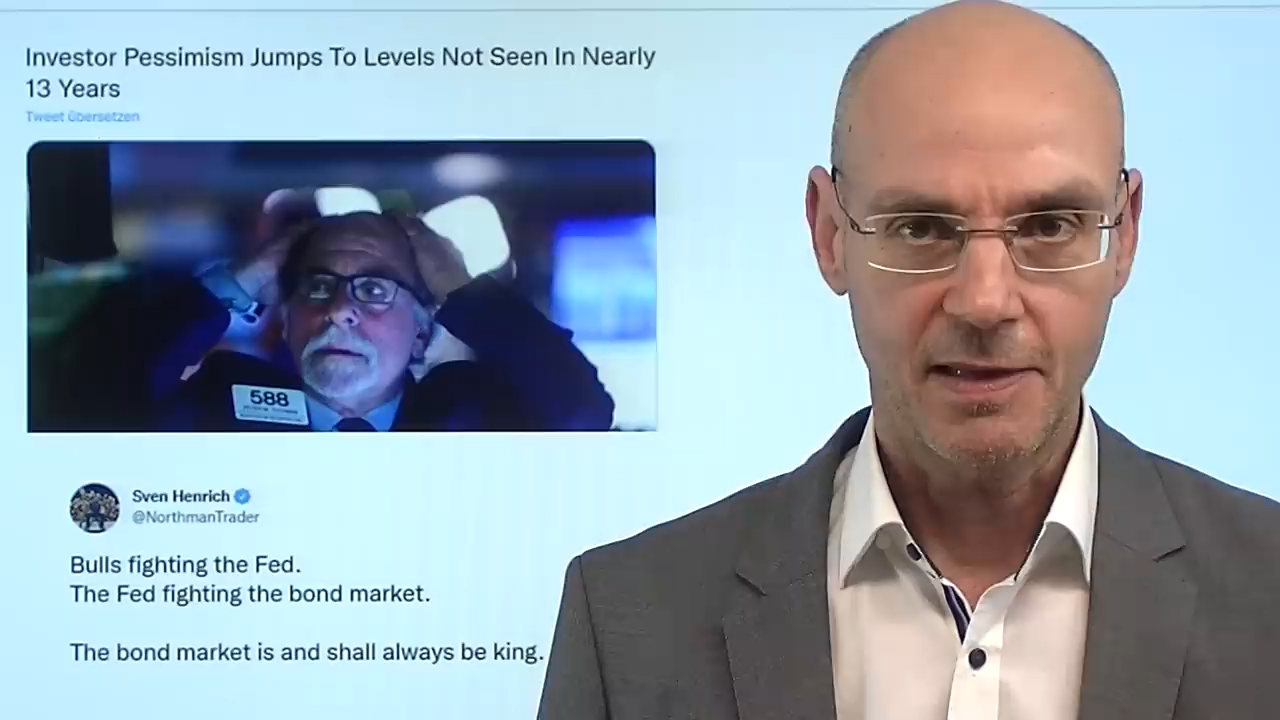 Investor Pessimism Jumps To Levels Not Seen In Nearly
13 Years
Tweet übersetzen
588
Sven Henrich
@NorthmanTrader
Bulls fighting the Fed.
The Fed fighting the bond market.
The bond market is and shall always be king.